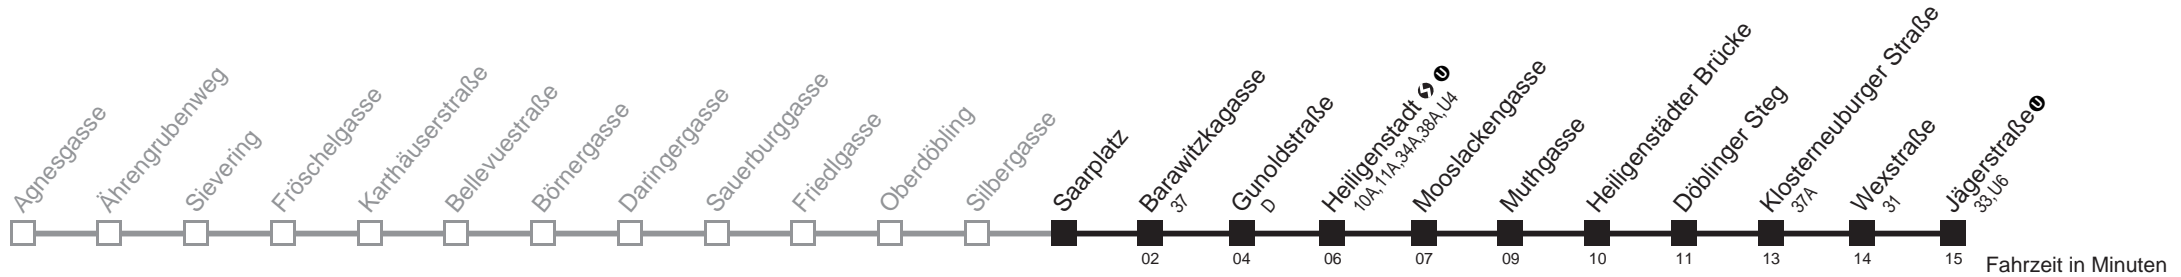 Agnesgasse
Ährengrubenweg
Sievering
Fröschelgasse
Karthäuserstraße
Bellevuestraße
Börnergasse
Daringergasse
Sauerburggasse
Friedlgasse
Oberdöbling
Silbergasse
Saarplatz
Barawitzkagasse
37
Gunoldstraße
D
Heiligenstadt S U
10A,11A,34A,38A,U4
Mooslackengasse
Muthgasse
Heiligenstädter Brücke
Döblinger Steg
Klosterneuburger Straße
37A
Wexstraße
31
Jägerstraße U
33,U6
02 04 06 07 09 10 11 13 14 15
Fahrzeit in Minuten